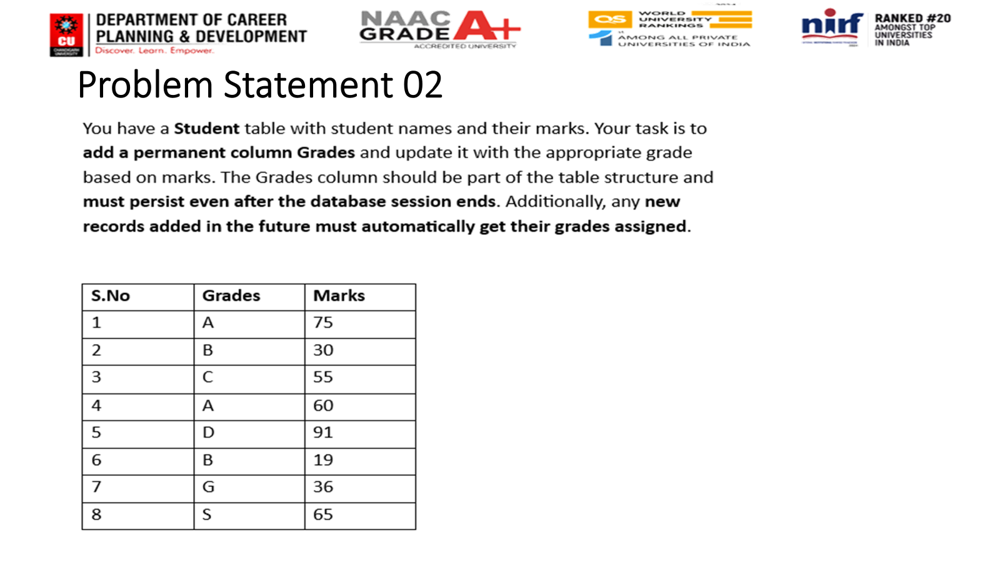 DEPARTMENT OF CAREER
PLANNING & DEVELOPMENT
Discover. Learn. Empower.
CU
CHANDIGARH
UNIVERSITY
NAAC
GRADE A+
ACCREDITED UNIVERSITY
QS WORLD
UNIVERSITY
RANKINGS
1st AMONG ALL PRIVATE
UNIVERSITIES OF INDIA
nirf
RANKED #20
AMONGST TOP
UNIVERSITIES
IN INDIA
Problem Statement 02
You have a Student table with student names and their marks. Your task is to
add a permanent column Grades and update it with the appropriate grade
based on marks. The Grades column should be part of the table structure and
must persist even after the database session ends. Additionally, any new
records added in the future must automatically get their grades assigned.
S.No Grades Marks
1 A 75
2 B 30
3 C 55
4 A 60
5 D 91
6 B 19
7 G 36
8 S 65